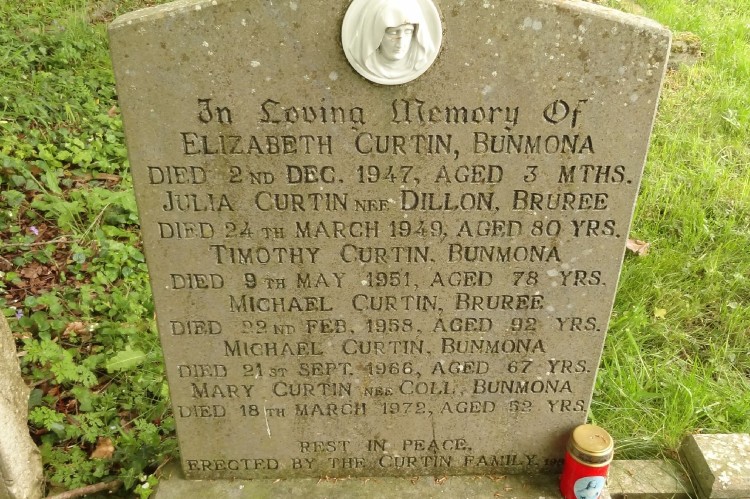 In Loving Memory Of
ELIZABETH CURTIN, BUNMONA
DIED 2ND DEC. 1947, AGED 3 MTHS.
JULIA CURTIN NEE DILLON, BRUREE
DIED 24TH MARCH 1949, AGED 80 YRS.
TIMOTHY CURTIN, BUNMONA
DIED 9TH MAY 1951, AGED 78 YRS.
MICHAEL CURTIN, BRUREE
DIED 22ND FEB. 1958, AGED 92 YRS.
MICHAEL CURTIN, BUNMONA
DIED 21ST SEPT. 1966, AGED 67 YRS.
MARY CURTIN NEE COLL, BUNMONA
DIED 18TH MARCH 1972, AGED 52 YRS.
REST IN PEACE.
ERECTED BY THE CURTIN FAMILY.